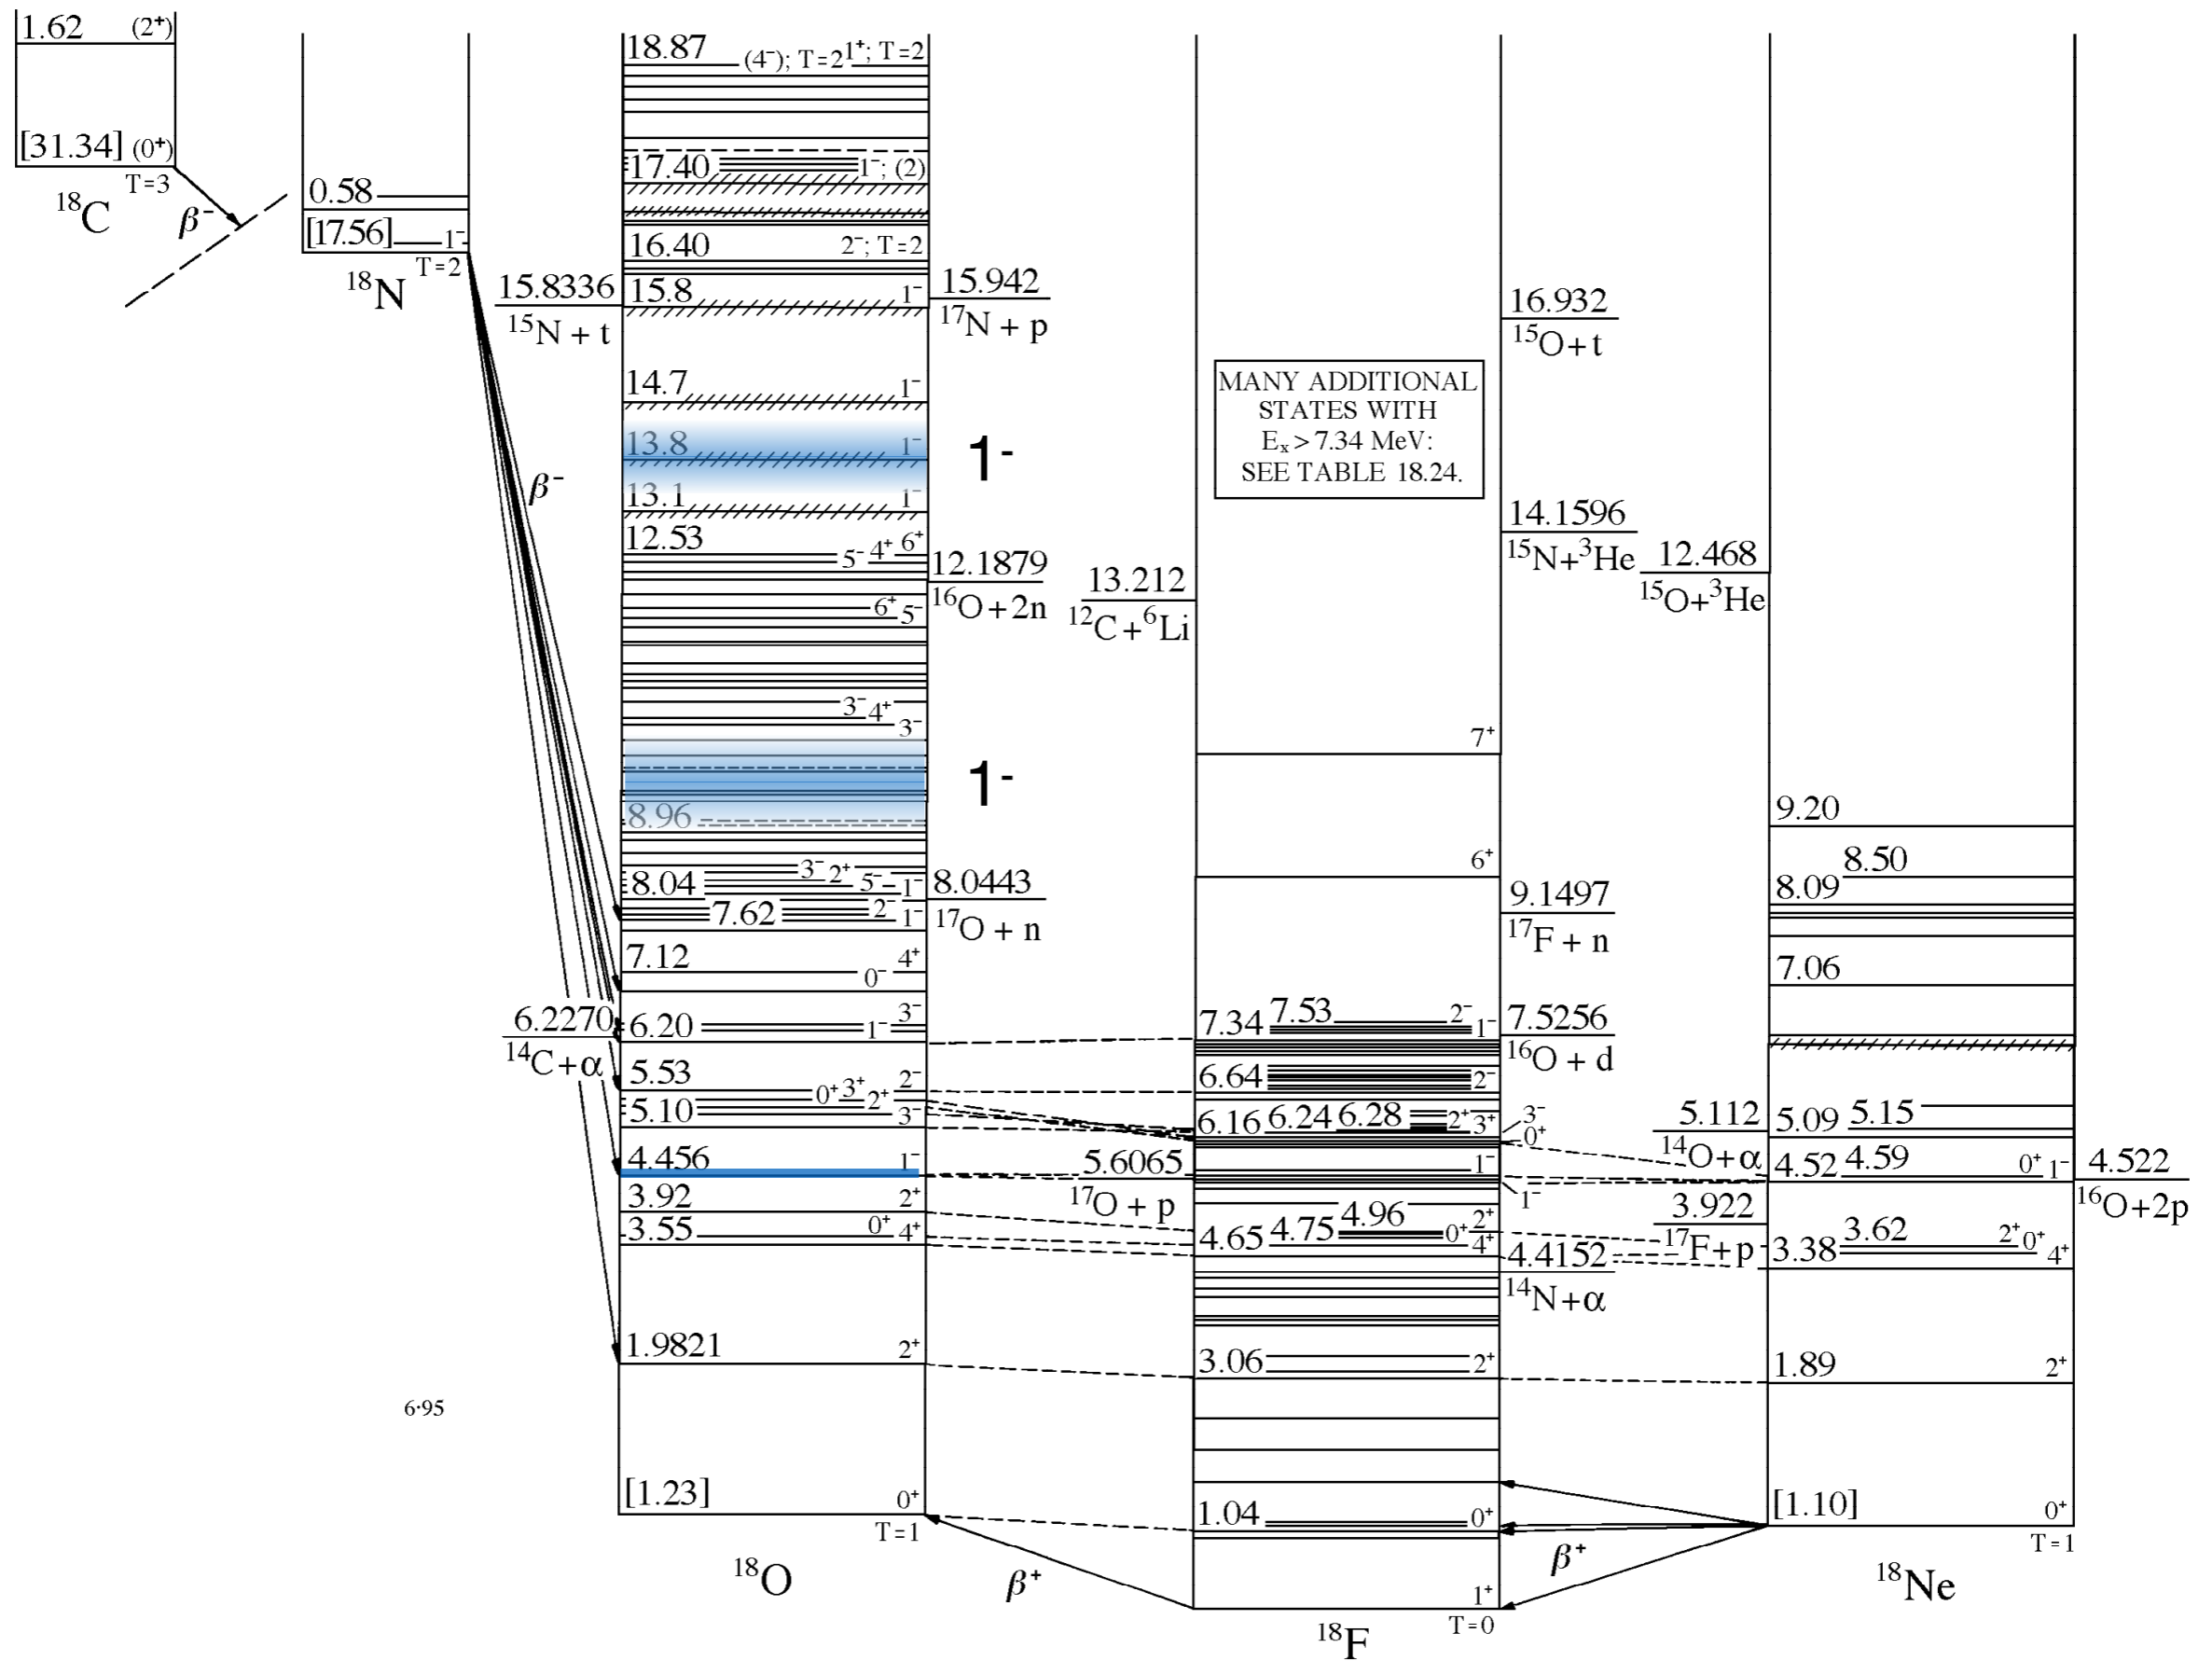 1.62 (2⁺)
[31.34] (0⁺)
T=3
¹⁸C
β⁻
0.58
[17.56] 1⁻
T=2
¹⁸N
β⁻
18.87 (4⁻); T=2 1⁺; T=2
17.40 1⁻; (2)
16.40 2⁻; T=2
15.8336
¹⁵N + t
15.8 1⁻
15.942
¹⁷N + p
14.7 1⁻
13.8 1⁻
1⁻
13.1 1⁻
12.53 5⁻ 4⁺ 6⁺
12.1879
¹⁶O+2n
6⁺ 5⁻
3⁻ 4⁺
3⁻
1⁻
8.96
3⁻ 2⁺
8.04 5⁻ 1⁻
8.0443
¹⁷O + n
7.62 2⁻
1⁻
7.12 4⁺
0⁻
6.2270
¹⁴C+α
3⁻
6.20 1⁻
5.53 2⁻
0⁺ 3⁺ 2⁺
5.10 3⁻
4.456 1⁻
3.92 2⁺
3.55 0⁺ 4⁺
1.9821 2⁺
[1.23] 0⁺
T=1
¹⁸O
6·95
β⁺
MANY ADDITIONAL
STATES WITH
Eₓ > 7.34 MeV:
SEE TABLE 18.24.
16.932
¹⁵O+t
14.1596
¹⁵N+³He
13.212
¹²C+⁶Li
7⁺
6⁺
9.1497
¹⁷F + n
7.34 7.53 2⁻ 1⁻
7.5256
¹⁶O + d
6.64 2⁻
6.16 6.24 6.28 2⁺ 3⁺
3⁻
0⁺
5.6065
¹⁷O + p
1⁻
1⁻
4.65 4.75 4.96 0⁺ 2⁺
4⁺
4.4152
¹⁴N+α
3.06 2⁺
1.04 0⁺
1⁺
T=0
¹⁸F
β⁺
12.468
¹⁵O+³He
9.20
8.50
8.09
7.06
5.112
¹⁴O+α
5.09 5.15
4.52 4.59 0⁺ 1⁻
4.522
¹⁶O+2p
3.922
¹⁷F+p
3.38 3.62 2⁺ 0⁺
4⁺
1.89 2⁺
[1.10] 0⁺
T=1
¹⁸Ne